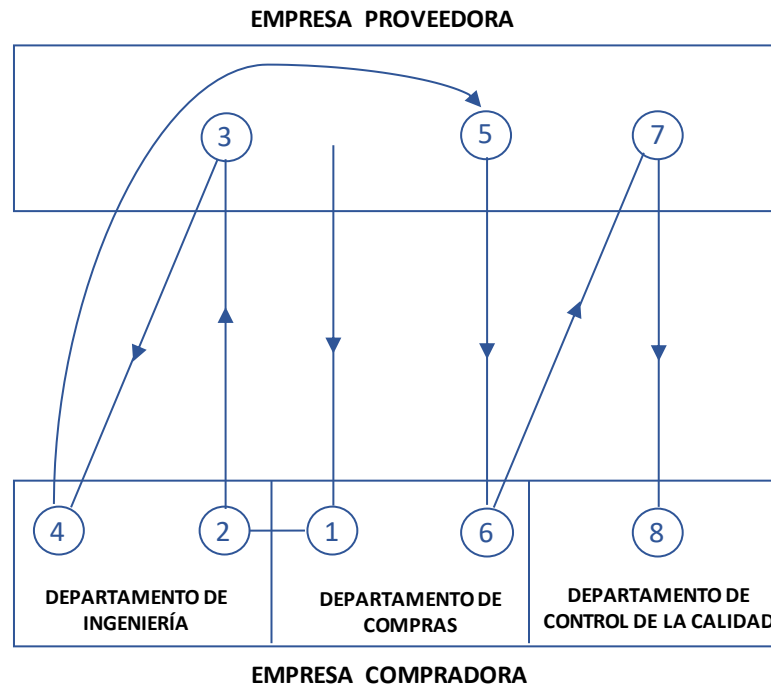 EMPRESA PROVEEDORA
3
5
7
4
2
1
6
8
DEPARTAMENTO DE
INGENIERÍA
DEPARTAMENTO DE
COMPRAS
DEPARTAMENTO DE
CONTROL DE LA CALIDAD
EMPRESA COMPRADORA